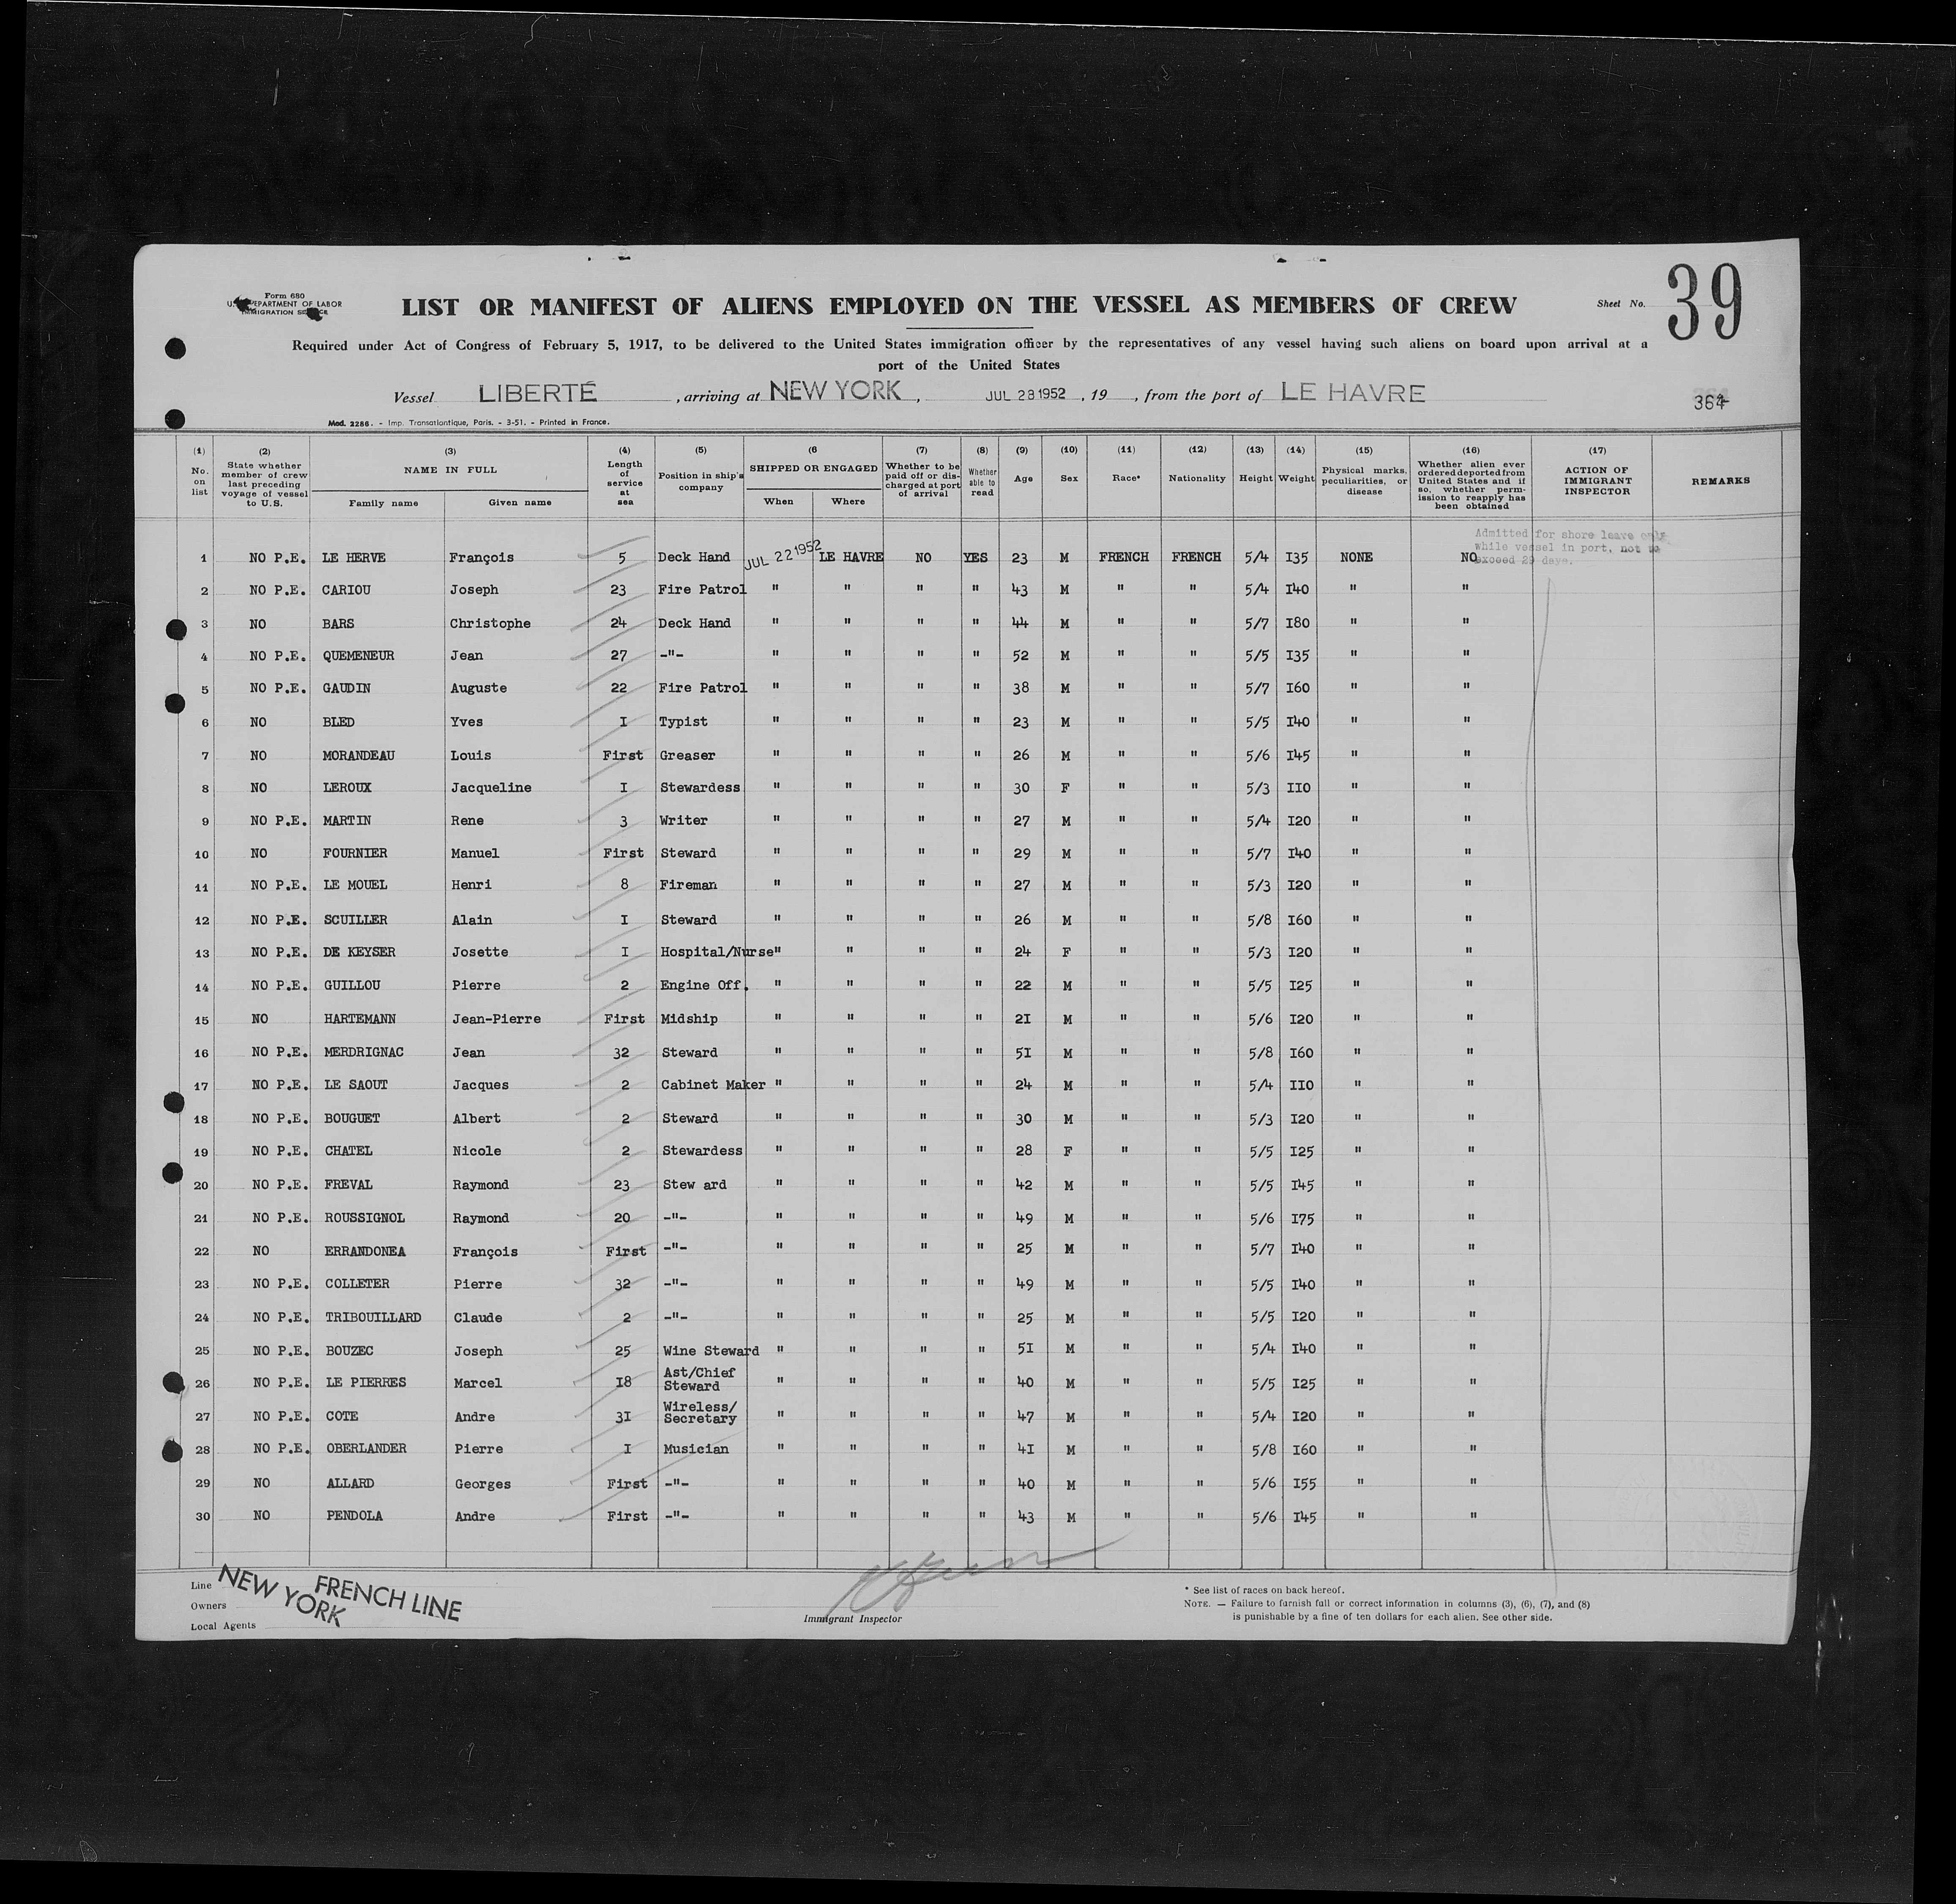 Form 680
U.S. DEPARTMENT OF LABOR
IMMIGRATION SERVICE
LIST OR MANIFEST OF ALIENS EMPLOYED ON THE VESSEL AS MEMBERS OF CREW
Sheet No. 39
Required under Act of Congress of February 5, 1917, to be delivered to the United States immigration officer by the representatives of any vessel having such aliens on board upon arrival at a
port of the United States
Vessel LIBERTÉ, arriving at NEW YORK, JUL 28 1952, 19 , from the port of LE HAVRE
364
Mod. 2286. - Imp. Transatlantique, Paris. - 3-51. - Printed in France.
(1) No. on list (2) State whether member of crew last preceding voyage of vessel to U.S. (3) NAME IN FULL Family name Given name (4) Length of service at sea (5) Position in ship's company (6 SHIPPED OR ENGAGED When Where (7) Whether to be paid off or discharged at port of arrival (8) Whether able to read (9) Age (10) Sex (11) Race* (12) Nationality (13) Height (14) Weight (15) Physical marks, peculiarities, or disease (16) Whether alien ever ordered deported from United States and if so, whether permission to reapply has been obtained (17) ACTION OF IMMIGRANT INSPECTOR REMARKS
Admitted for shore leave only
while vessel in port, not to
exceed 29 days.
1 NO P.E. LE HERVE François 5 Deck Hand JUL 22 1952 LE HAVRE NO YES 23 M FRENCH FRENCH 5/4 I35 NONE NO
2 NO P.E. CARIOU Joseph 23 Fire Patrol " " " " 43 M " " 5/4 I40 " "
3 NO BARS Christophe 24 Deck Hand " " " " 44 M " " 5/7 I80 " "
4 NO P.E. QUEMENEUR Jean 27 -"- " " " " 52 M " " 5/5 I35 " "
5 NO P.E. GAUDIN Auguste 22 Fire Patrol " " " " 38 M " " 5/7 I60 " "
6 NO BLED Yves I Typist " " " " 23 M " " 5/5 I40 " "
7 NO MORANDEAU Louis First Greaser " " " " 26 M " " 5/6 I45 " "
8 NO LEROUX Jacqueline I Stewardess " " " " 30 F " " 5/3 II0 " "
9 NO P.E. MARTIN Rene 3 Writer " " " " 27 M " " 5/4 I20 " "
10 NO FOURNIER Manuel First Steward " " " " 29 M " " 5/7 I40 " "
11 NO P.E. LE MOUEL Henri 8 Fireman " " " " 27 M " " 5/3 I20 " "
12 NO P.E. SCUILLER Alain I Steward " " " " 26 M " " 5/8 I60 " "
13 NO P.E. DE KEYSER Josette I Hospital/Nurse " " " " 24 F " " 5/3 I20 " "
14 NO P.E. GUILLOU Pierre 2 Engine Off. " " " " 22 M " " 5/5 I25 " "
15 NO HARTEMANN Jean-Pierre First Midship " " " " 2I M " " 5/6 I20 " "
16 NO P.E. MERDRIGNAC Jean 32 Steward " " " " 5I M " " 5/8 I60 " "
17 NO P.E. LE SAOUT Jacques 2 Cabinet Maker " " " " 24 M " " 5/4 II0 " "
18 NO P.E. BOUGUET Albert 2 Steward " " " " 30 M " " 5/3 I20 " "
19 NO P.E. CHATEL Nicole 2 Stewardess " " " " 28 F " " 5/5 I25 " "
20 NO P.E. FREVAL Raymond 23 Stew ard " " " " 42 M " " 5/5 I45 " "
21 NO P.E. ROUSSIGNOL Raymond 20 -"- " " " " 49 M " " 5/6 I75 " "
22 NO ERRANDONEA François First -"- " " " " 25 M " " 5/7 I40 " "
23 NO P.E. COLLETER Pierre 32 -"- " " " " 49 M " " 5/5 I40 " "
24 NO P.E. TRIBOUILLARD Claude 2 -"- " " " " 25 M " " 5/5 I20 " "
25 NO P.E. BOUZEC Joseph 25 Wine Steward " " " " 5I M " " 5/4 I40 " "
26 NO P.E. LE PIERRES Marcel I8 Ast/Chief Steward " " " " 40 M " " 5/5 I25 " "
27 NO P.E. COTE Andre 3I Wireless/ Secretary " " " " 47 M " " 5/4 I20 " "
28 NO P.E. OBERLANDER Pierre I Musician " " " " 4I M " " 5/8 I60 " "
29 NO ALLARD Georges First -"- " " " " 40 M " " 5/6 I55 " "
30 NO PENDOLA Andre First -"- " " " " 43 M " " 5/6 I45 " "
Line FRENCH LINE
Owners NEW YORK
Local Agents
Immigrant Inspector
* See list of races on back hereof.
NOTE. — Failure to furnish full or correct information in columns (3), (6), (7), and (8)
is punishable by a fine of ten dollars for each alien. See other side.